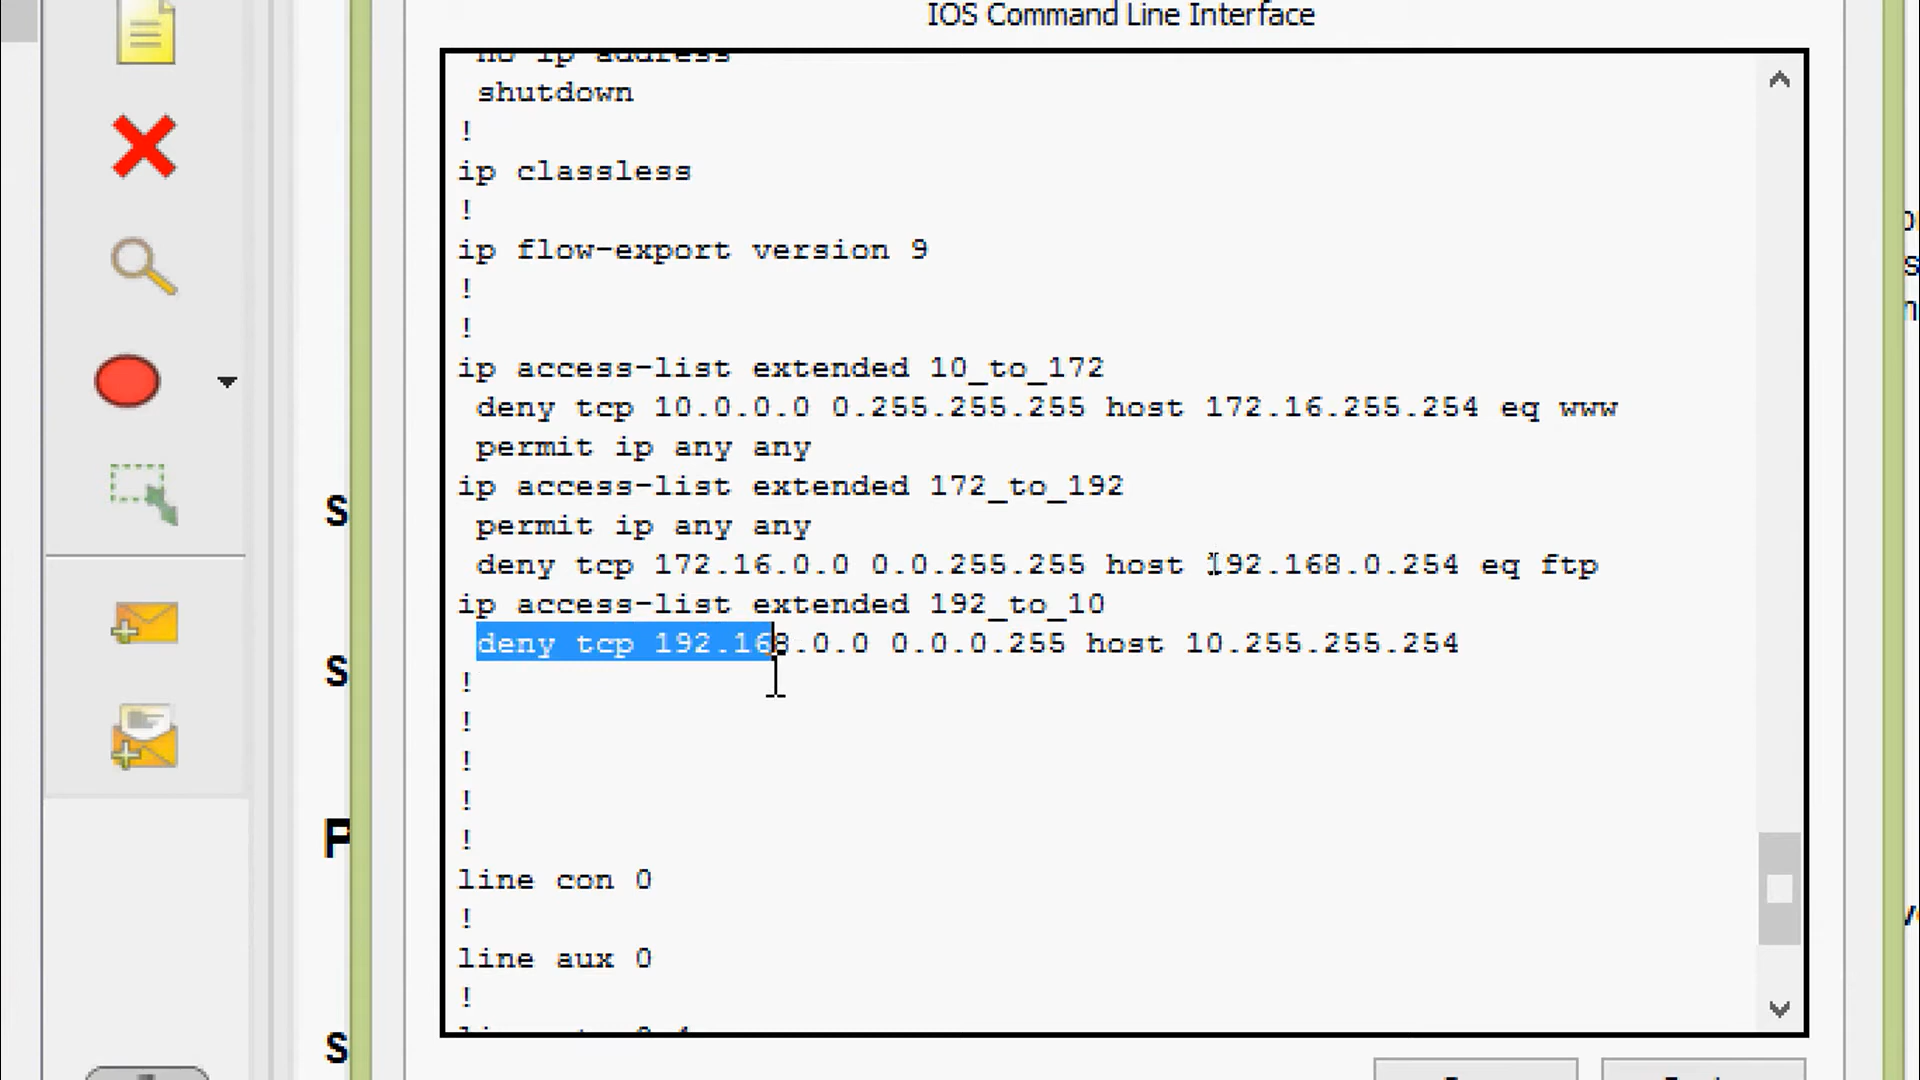 IOS Command Line Interface
no ip address
shutdown
!
ip classless
!
ip flow-export version 9
!
!
ip access-list extended 10_to_172
deny tcp 10.0.0.0 0.255.255.255 host 172.16.255.254 eq www
permit ip any any
ip access-list extended 172_to_192
permit ip any any
deny tcp 172.16.0.0 0.0.255.255 host 192.168.0.254 eq ftp
ip access-list extended 192_to_10
deny tcp 192.168.0.0 0.0.0.255 host 10.255.255.254
!
!
!
!
!
line con 0
!
line aux 0
!